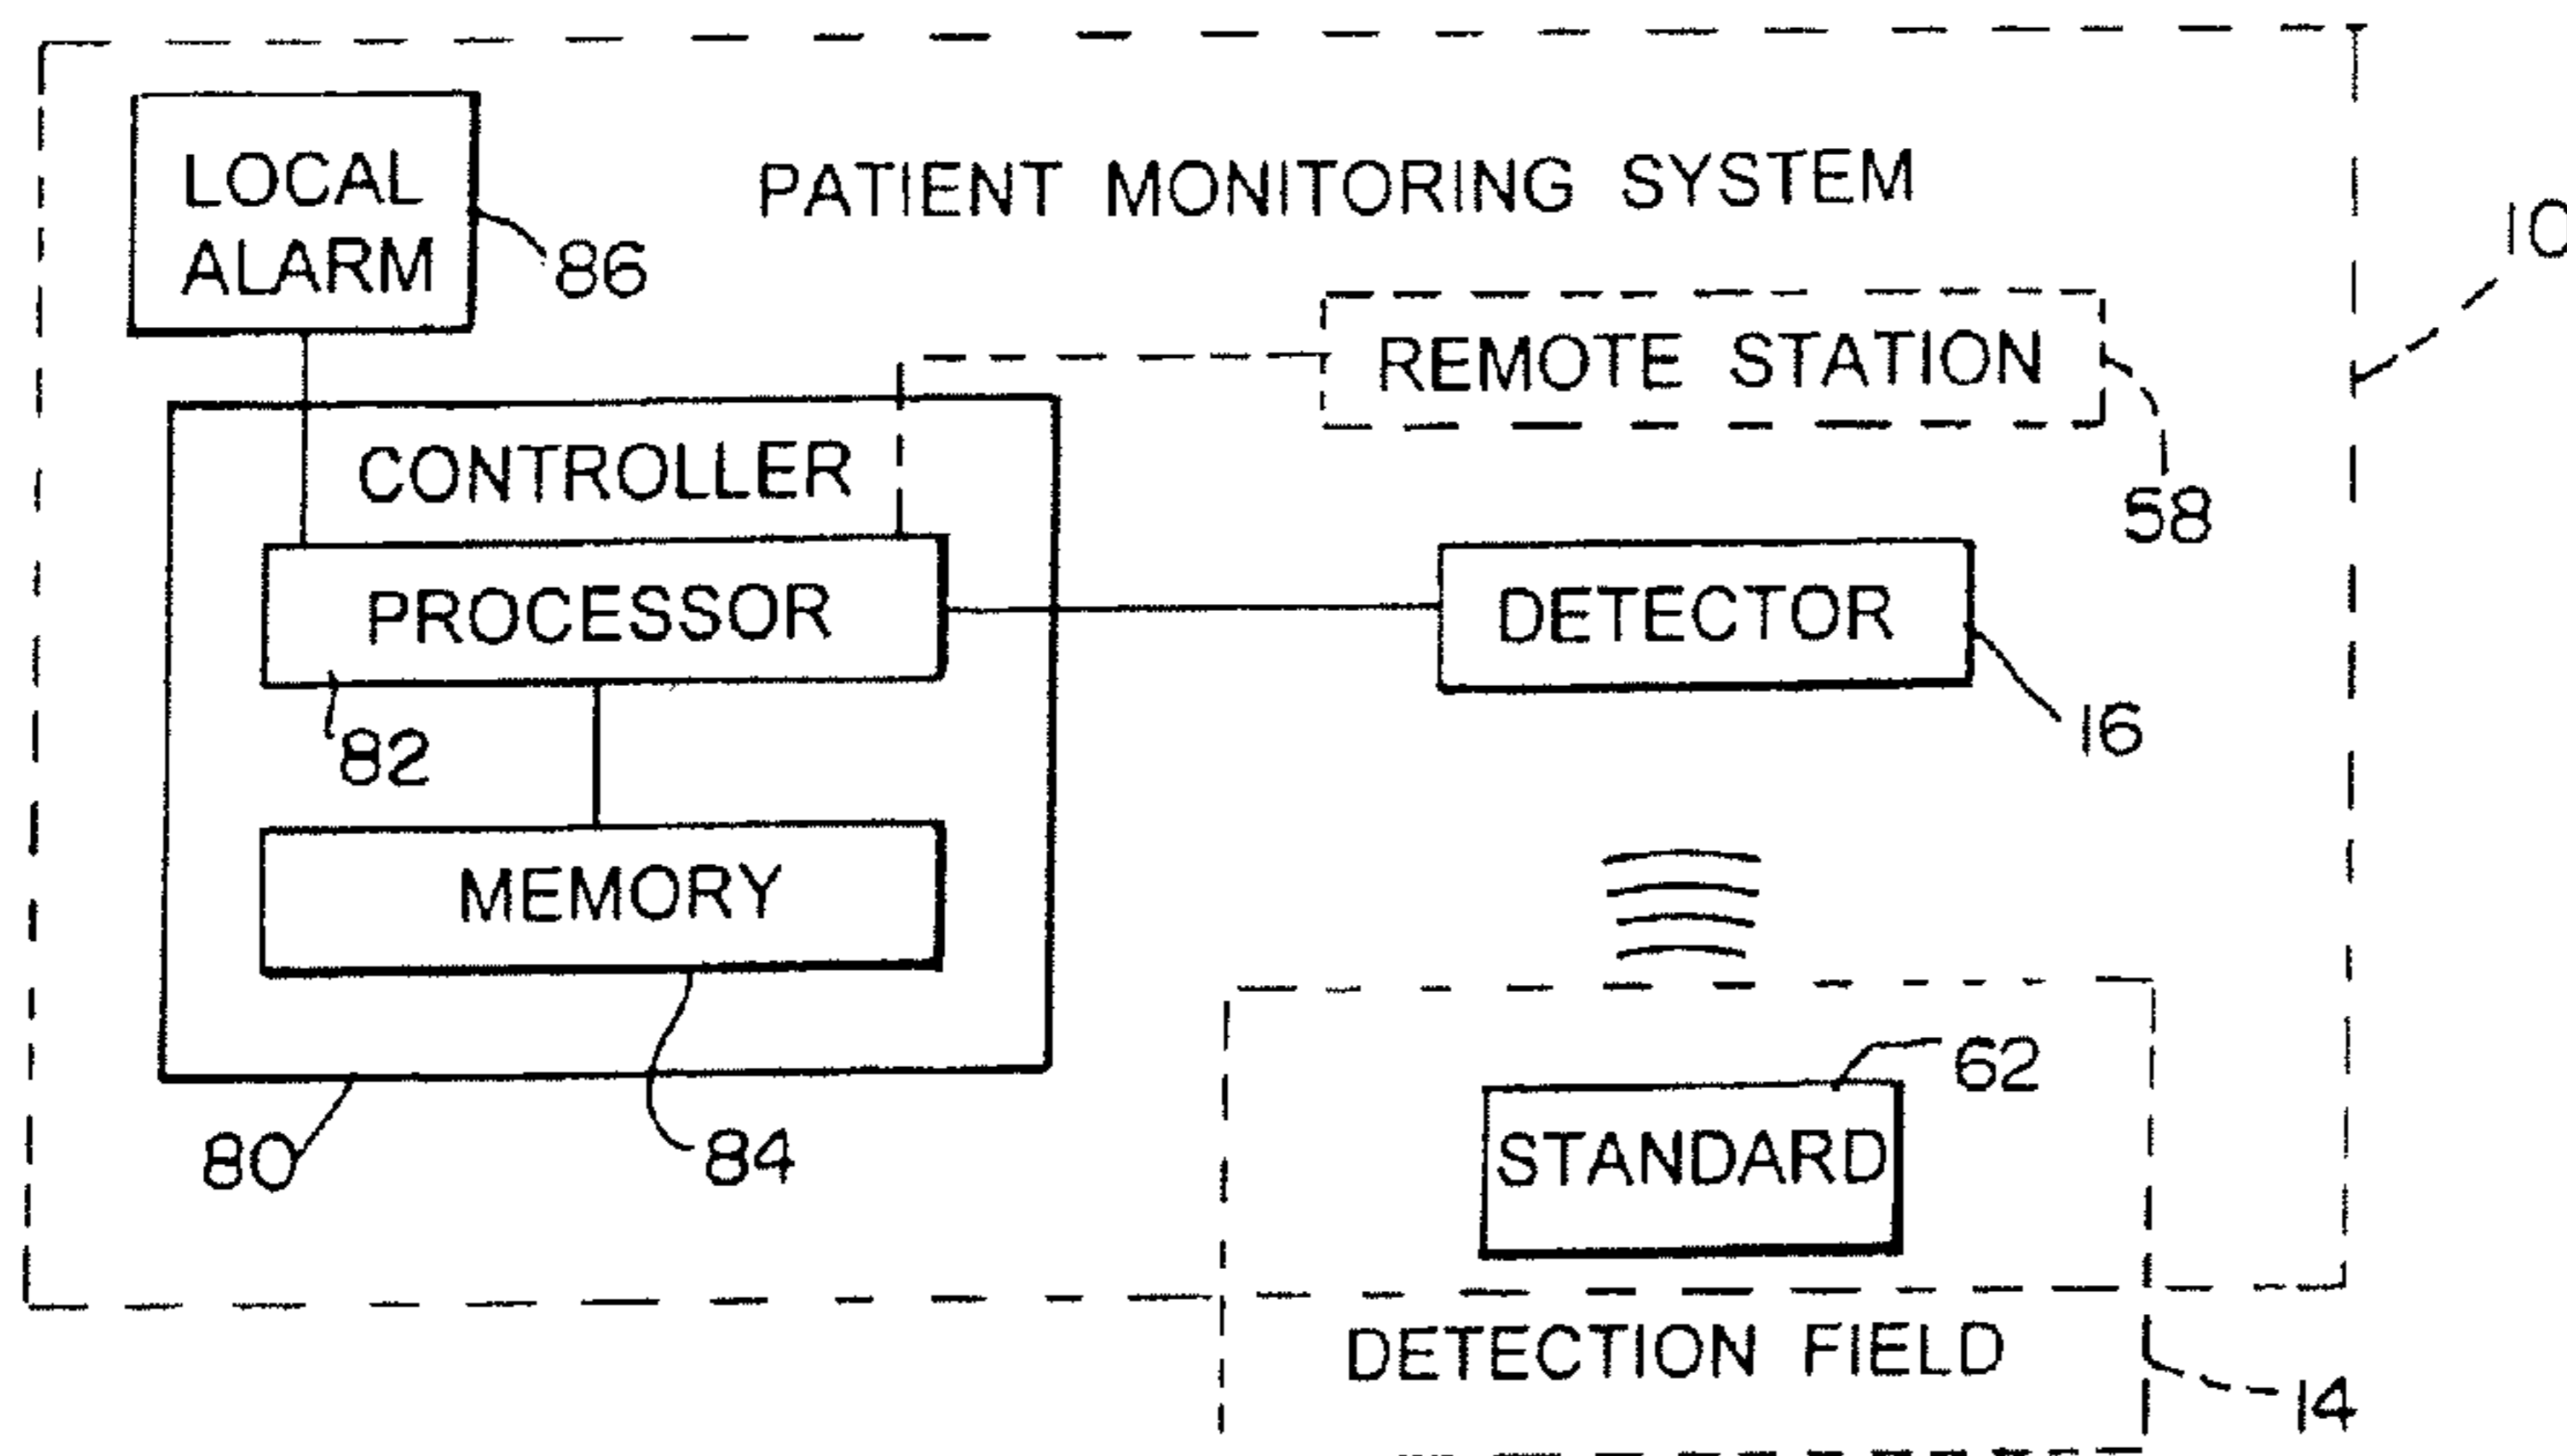 LOCAL
ALARM
86
PATIENT MONITORING SYSTEM
10
REMOTE STATION
58
CONTROLLER
PROCESSOR
82
DETECTOR
16
MEMORY
84
80
62
STANDARD
DETECTION FIELD
14